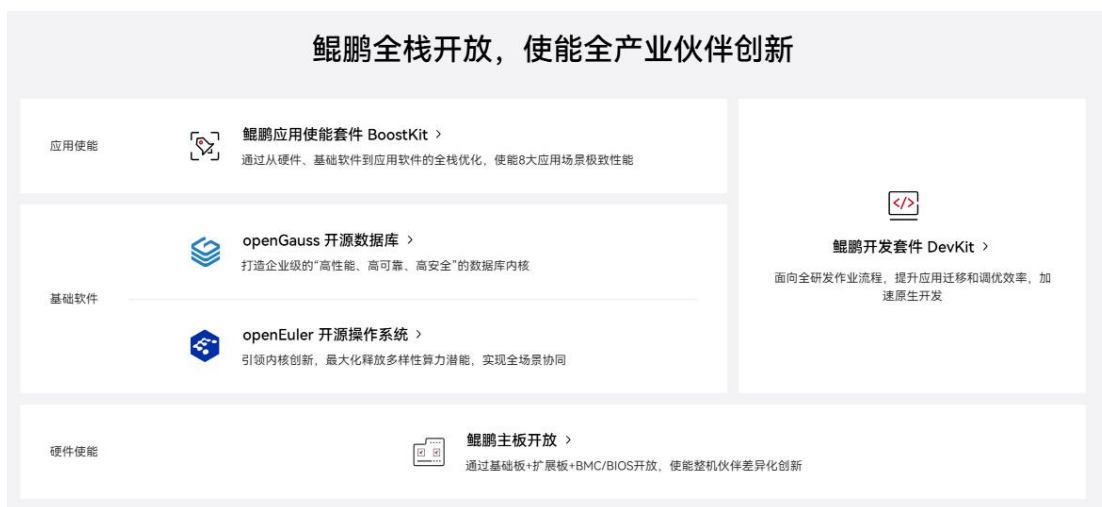 鲲鹏全栈开放，使能全产业伙伴创新
应用使能
鲲鹏应用使能套件 BoostKit >
通过从硬件、基础软件到应用软件的全栈优化，使能8大应用场景极致性能
基础软件
openGauss 开源数据库 >
打造企业级的“高性能、高可靠、高安全”的数据库内核
openEuler 开源操作系统 >
引领内核创新，最大化释放多样性算力潜能，实现全场景协同
</>
鲲鹏开发套件 DevKit >
面向全研发作业流程，提升应用迁移和调优效率，加
速原生开发
硬件使能
鲲鹏主板开放 >
通过基础板+扩展板+BMC/BIOS开放，使能整机伙伴差异化创新